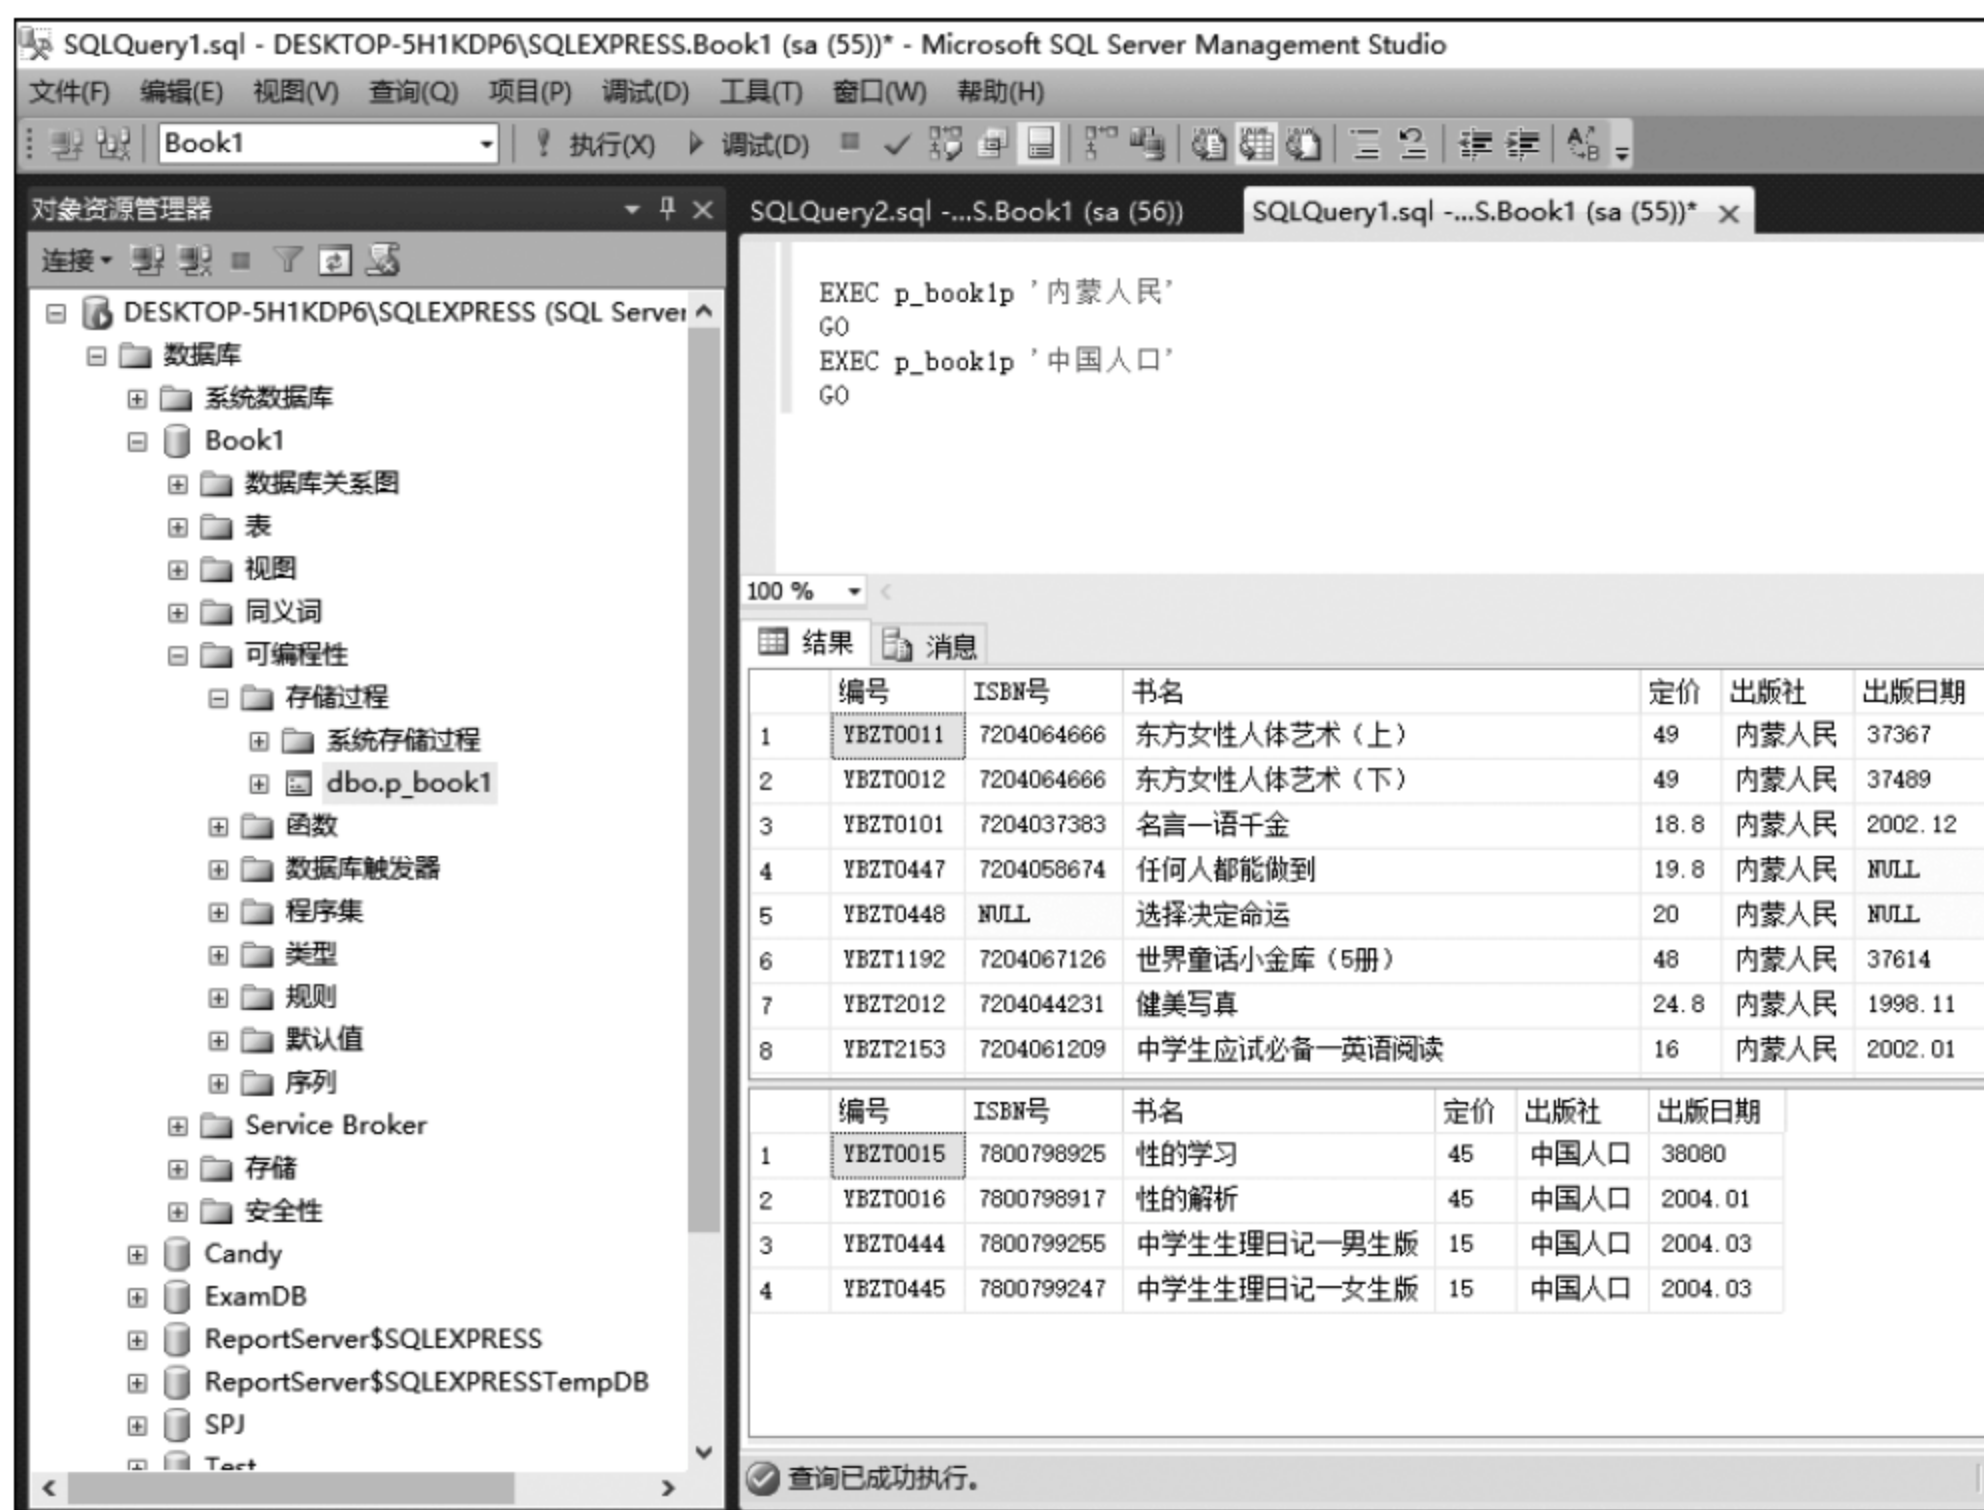 SQLQuery1.sql - DESKTOP-5H1KDP6\SQLEXPRESS.Book1 (sa (55))* - Microsoft SQL Server Management Studio
文件(F) 编辑(E) 视图(V) 查询(Q) 项目(P) 调试(D) 工具(T) 窗口(W) 帮助(H)
Book1 执行(X) 调试(D)
对象资源管理器
连接
DESKTOP-5H1KDP6\SQLEXPRESS (SQL Server
数据库
系统数据库
Book1
数据库关系图
表
视图
同义词
可编程性
存储过程
系统存储过程
dbo.p_book1
函数
数据库触发器
程序集
类型
规则
默认值
序列
Service Broker
存储
安全性
Candy
ExamDB
ReportServer$SQLEXPRESS
ReportServer$SQLEXPRESSTempDB
SPJ
Test
SQLQuery2.sql -...S.Book1 (sa (56)) SQLQuery1.sql -...S.Book1 (sa (55))*
EXEC p_book1p '内蒙人民'
GO
EXEC p_book1p '中国人口'
GO
100 %
结果 消息
编号 ISBN号 书名 定价 出版社 出版日期
1 YBZT0011 7204064666 东方女性人体艺术（上） 49 内蒙人民 37367
2 YBZT0012 7204064666 东方女性人体艺术（下） 49 内蒙人民 37489
3 YBZT0101 7204037383 名言一语千金 18.8 内蒙人民 2002.12
4 YBZT0447 7204058674 任何人都能做到 19.8 内蒙人民 NULL
5 YBZT0448 NULL 选择决定命运 20 内蒙人民 NULL
6 YBZT1192 7204067126 世界童话小金库（5册） 48 内蒙人民 37614
7 YBZT2012 7204044231 健美写真 24.8 内蒙人民 1998.11
8 YBZT2153 7204061209 中学生应试必备—英语阅读 16 内蒙人民 2002.01
编号 ISBN号 书名 定价 出版社 出版日期
1 YBZT0015 7800798925 性的学习 45 中国人口 38080
2 YBZT0016 7800798917 性的解析 45 中国人口 2004.01
3 YBZT0444 7800799255 中学生生理日记—男生版 15 中国人口 2004.03
4 YBZT0445 7800799247 中学生生理日记—女生版 15 中国人口 2004.03
查询已成功执行。